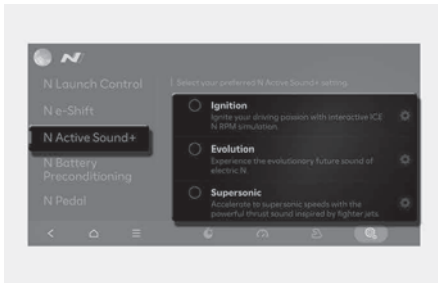 N
N Launch Control
Select your preferred N Active Sound+ setting.
N e-Shift
N Active Sound+
N Battery
Preconditioning
N Pedal
Ignition
Ignite your driving passion with interactive ICE
N RPM simulation.
Evolution
Experience the evolutionary future sound of
electric N.
Supersonic
Accelerate to supersonic speeds with the
powerful thrust sound inspired by fighter jets.